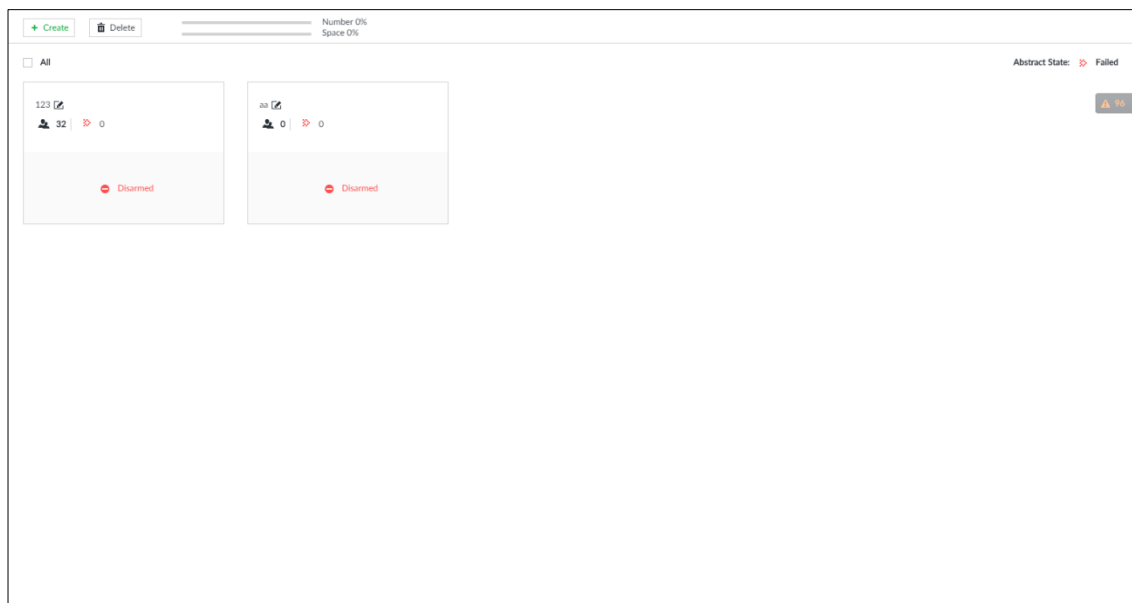 + Create
Delete
Number 0%
Space 0%
All
Abstract State: Failed
123
32 0
Disarmed
aa
0 0
Disarmed
96